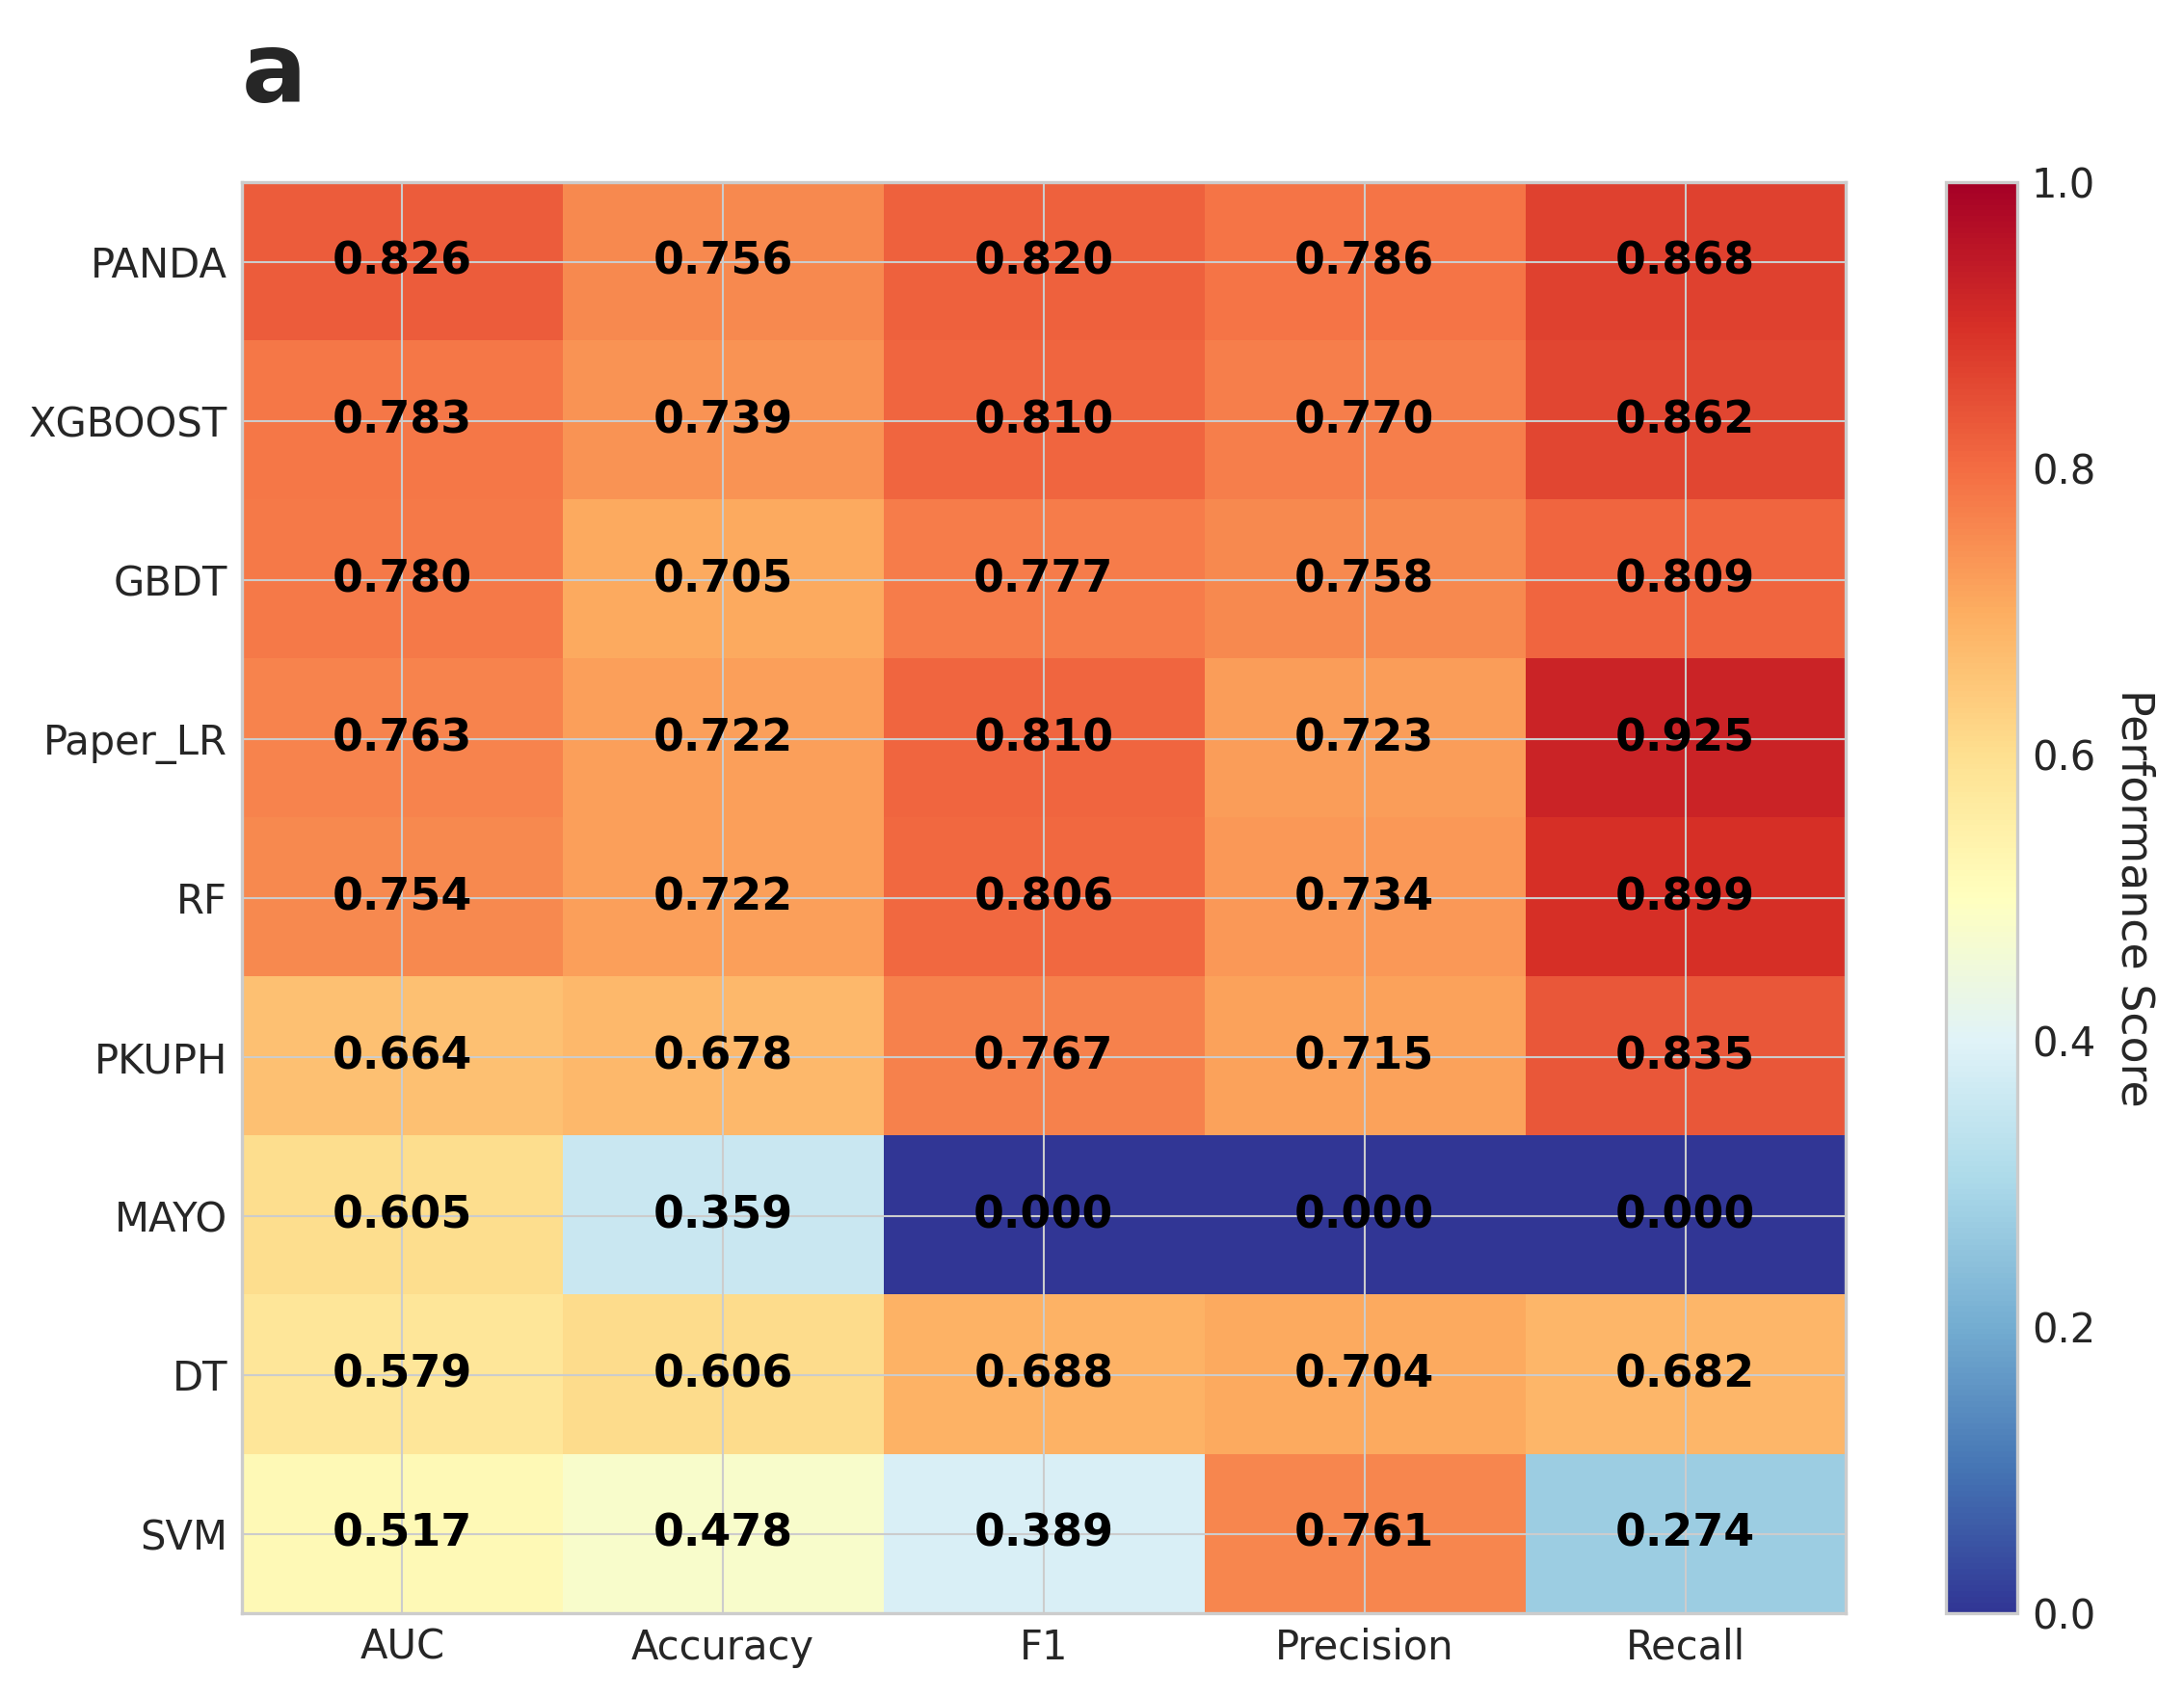 a
PANDA 0.826 0.756 0.820 0.786 0.868
XGBOOST 0.783 0.739 0.810 0.770 0.862
GBDT 0.780 0.705 0.777 0.758 0.809
Paper_LR 0.763 0.722 0.810 0.723 0.925
RF 0.754 0.722 0.806 0.734 0.899
PKUPH 0.664 0.678 0.767 0.715 0.835
MAYO 0.605 0.359 0.000 0.000 0.000
DT 0.579 0.606 0.688 0.704 0.682
SVM 0.517 0.478 0.389 0.761 0.274
AUC Accuracy F1 Precision Recall
1.0
0.8
0.6
0.4
0.2
0.0
Performance Score